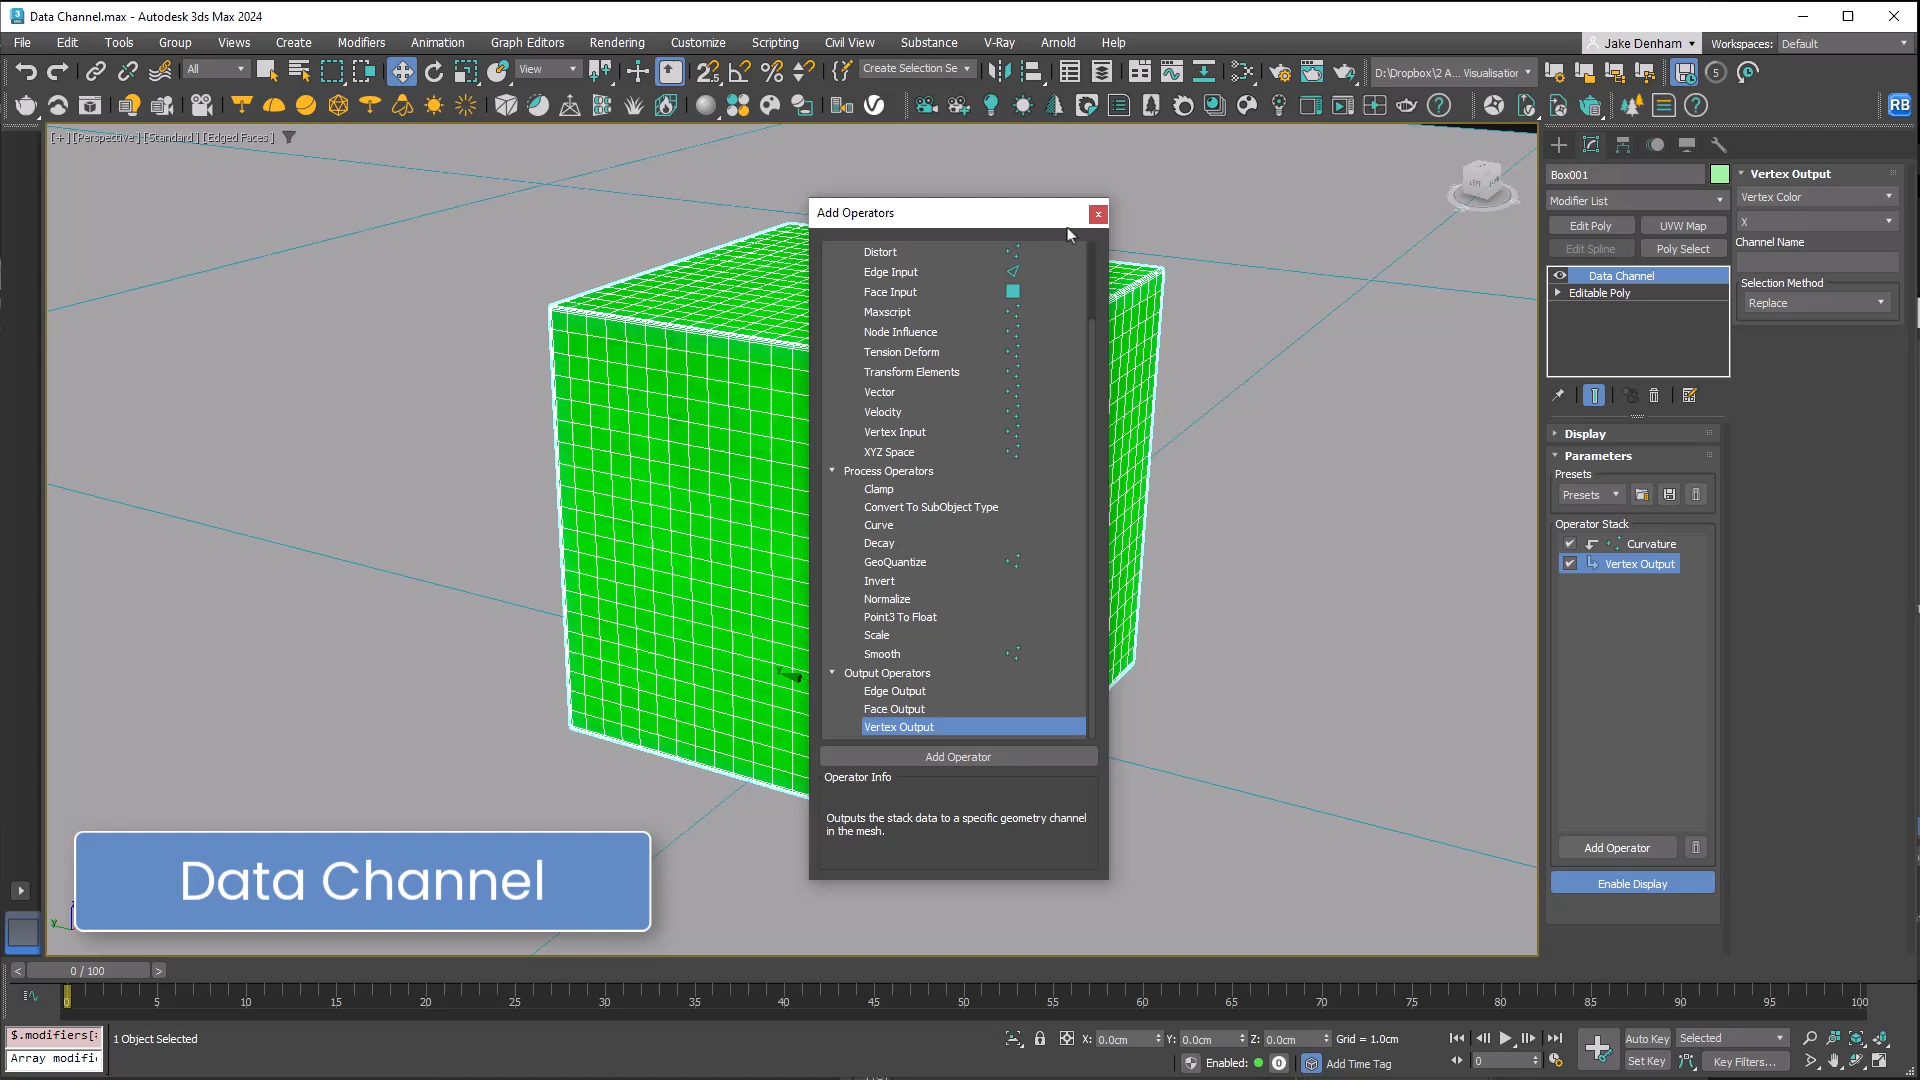 Data Channel.max - Autodesk 3ds Max 2024
File Edit Tools Group Views Create Modifiers Animation Graph Editors Rendering Customize Scripting Civil View Substance V-Ray Arnold Help
Jake Denham
Workspaces: Default
All
View
Create Selection Se
D:\Dropbox\2 A... Visualisation
5
RB
[+] [Perspective] [Standard] [Edged Faces]
LEFT
Add Operators
Distort
Edge Input
Face Input
Maxscript
Node Influence
Tension Deform
Transform Elements
Vector
Velocity
Vertex Input
XYZ Space
Process Operators
Clamp
Convert To SubObject Type
Curve
Decay
GeoQuantize
Invert
Normalize
Point3 To Float
Scale
Smooth
Output Operators
Edge Output
Face Output
Vertex Output
Add Operator
Operator Info
Outputs the stack data to a specific geometry channel
in the mesh.
Box001
Modifier List
Edit Poly UVW Map
Edit Spline Poly Select
Data Channel
Editable Poly
Vertex Output
Vertex Color
X
Channel Name
Selection Method
Replace
Display
Parameters
Presets
Presets
Operator Stack
Curvature
Vertex Output
Add Operator
Enable Display
Data Channel
0 / 100
0 5 10 15 20 25 30 35 40 45 50 55 60 65 70 75 80 85 90 95 100
$.modifiers[
Array modifi
1 Object Selected
X: 0.0cm Y: 0.0cm Z: 0.0cm Grid = 1.0cm
Enabled: 0 Add Time Tag
0
Auto Key Selected
Set Key Key Filters...